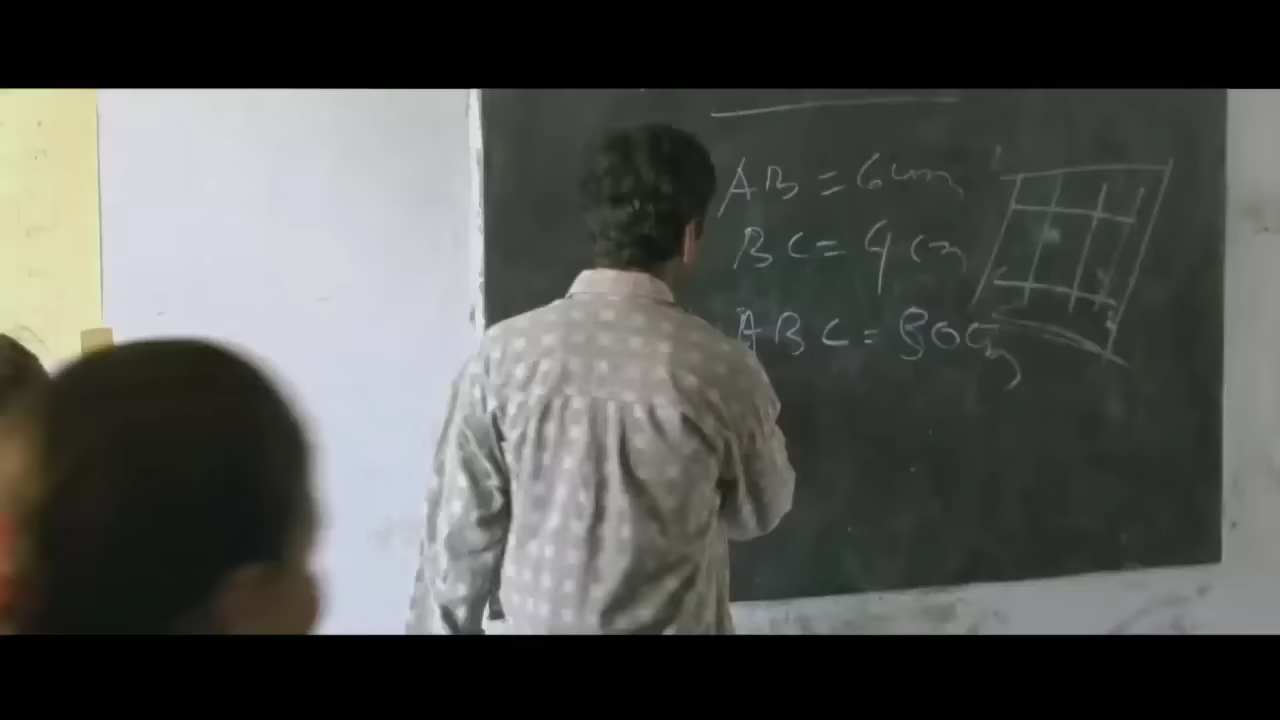 AB = 6cm
BC = 4 cm
ABC = 80cm